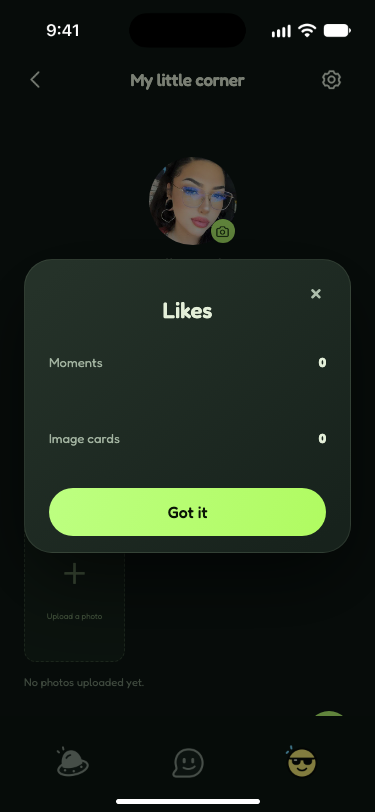 9:41
My little corner
Likes
Moments 0
Image cards 0
Got it
Upload a photo
No photos uploaded yet.